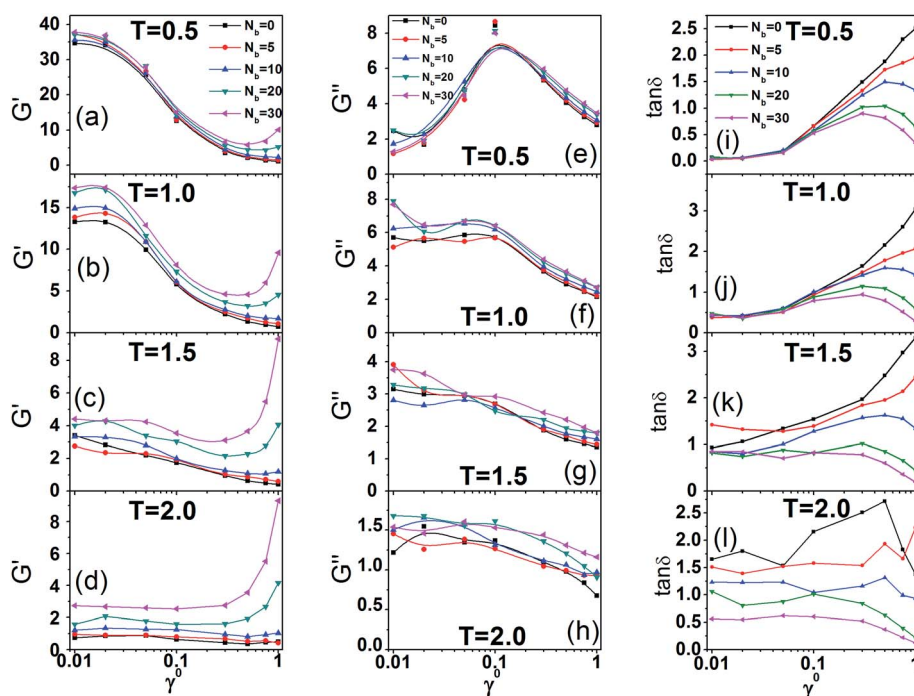 40
35
30
25
20
15
10
5
0
G'
T=0.5
N_b=0
N_b=5
N_b=10
N_b=20
N_b=30
(a)
15
10
5
0
G'
T=1.0
(b)
8
6
4
2
0
G'
T=1.5
(c)
8
6
4
2
0
G'
T=2.0
(d)
0.01 0.1 1
γ⁰
8
6
4
2
0
G"
N_b=0
N_b=5
N_b=10
N_b=20
N_b=30
(e)
T=0.5
8
6
4
2
0
G"
(f)
T=1.0
4
3
2
1
0
G"
(g)
T=1.5
1.5
1.0
0.5
0.0
G"
(h)
T=2.0
0.01 0.1 1
γ⁰
2.5
2.0
1.5
1.0
0.5
0.0
tanδ
N_b=0
N_b=5
N_b=10
N_b=20
N_b=30
T=0.5
(i)
3
2
1
0
tanδ
T=1.0
(j)
3
2
1
0
tanδ
T=1.5
(k)
2.5
2.0
1.5
1.0
0.5
0.0
tanδ
T=2.0
(l)
0.01 0.1 1
γ⁰